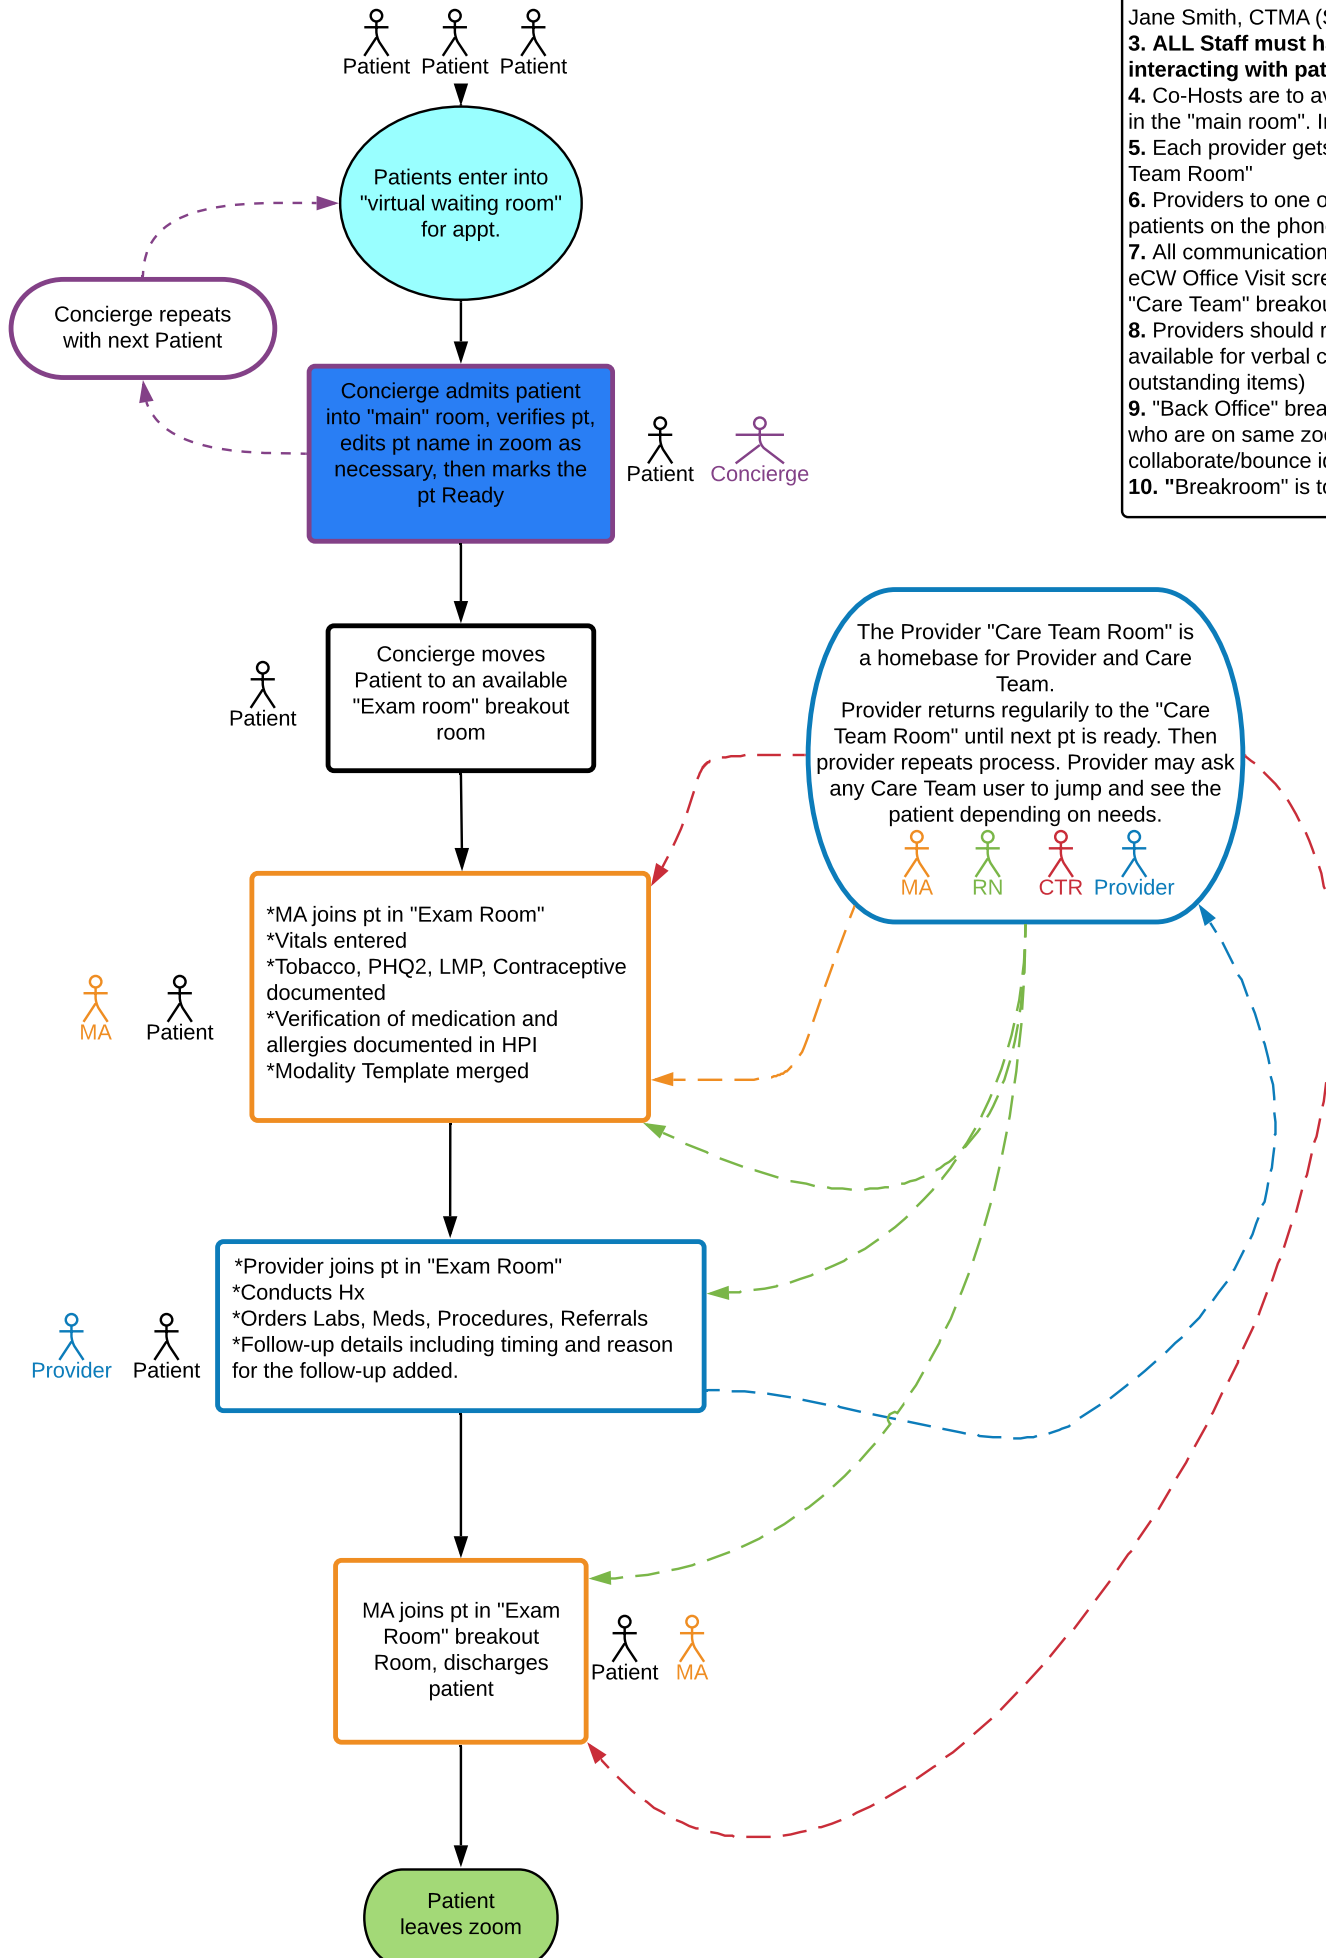 Patient Patient Patient
Patients enter into
"virtual waiting room"
for appt.
Concierge repeats
with next Patient
Concierge admits patient
into "main" room, verifies pt,
edits pt name in zoom as
necessary, then marks the
pt Ready
Patient Concierge
Concierge moves
Patient to an available
"Exam room" breakout
room
Patient
*MA joins pt in "Exam Room"
*Vitals entered
*Tobacco, PHQ2, LMP, Contraceptive
documented
*Verification of medication and
allergies documented in HPI
*Modality Template merged
MA Patient
*Provider joins pt in "Exam Room"
*Conducts Hx
*Orders Labs, Meds, Procedures, Referrals
*Follow-up details including timing and reason
for the follow-up added.
Provider Patient
MA joins pt in "Exam
Room" breakout
Room, discharges
patient
Patient MA
Patient
leaves zoom
The Provider "Care Team Room" is
a homebase for Provider and Care
Team.
Provider returns regularily to the "Care
Team Room" until next pt is ready. Then
provider repeats process. Provider may ask
any Care Team user to jump and see the
patient depending on needs.
MA RN CTR Provider
Jane Smith, CTMA
3. ALL Staff must
interacting with
4. Co-Hosts are to
in the "main room".
5. Each provider
Team Room"
6. Providers to one
patients on the
7. All communication
eCW Office Visit
"Care Team"
8. Providers should
available for verbal
outstanding items)
9. "Back Office"
who are on same
collaborate/bounce
10. "Breakroom" is